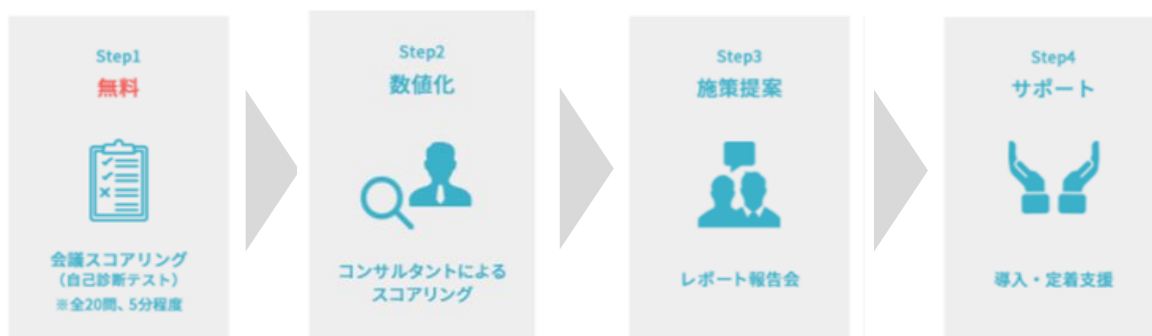 Step1
無料
会議スコアリング
（自己診断テスト）
※全20問、5分程度
Step2
数値化
コンサルタントによる
スコアリング
Step3
施策提案
レポート報告会
Step4
サポート
導入・定着支援